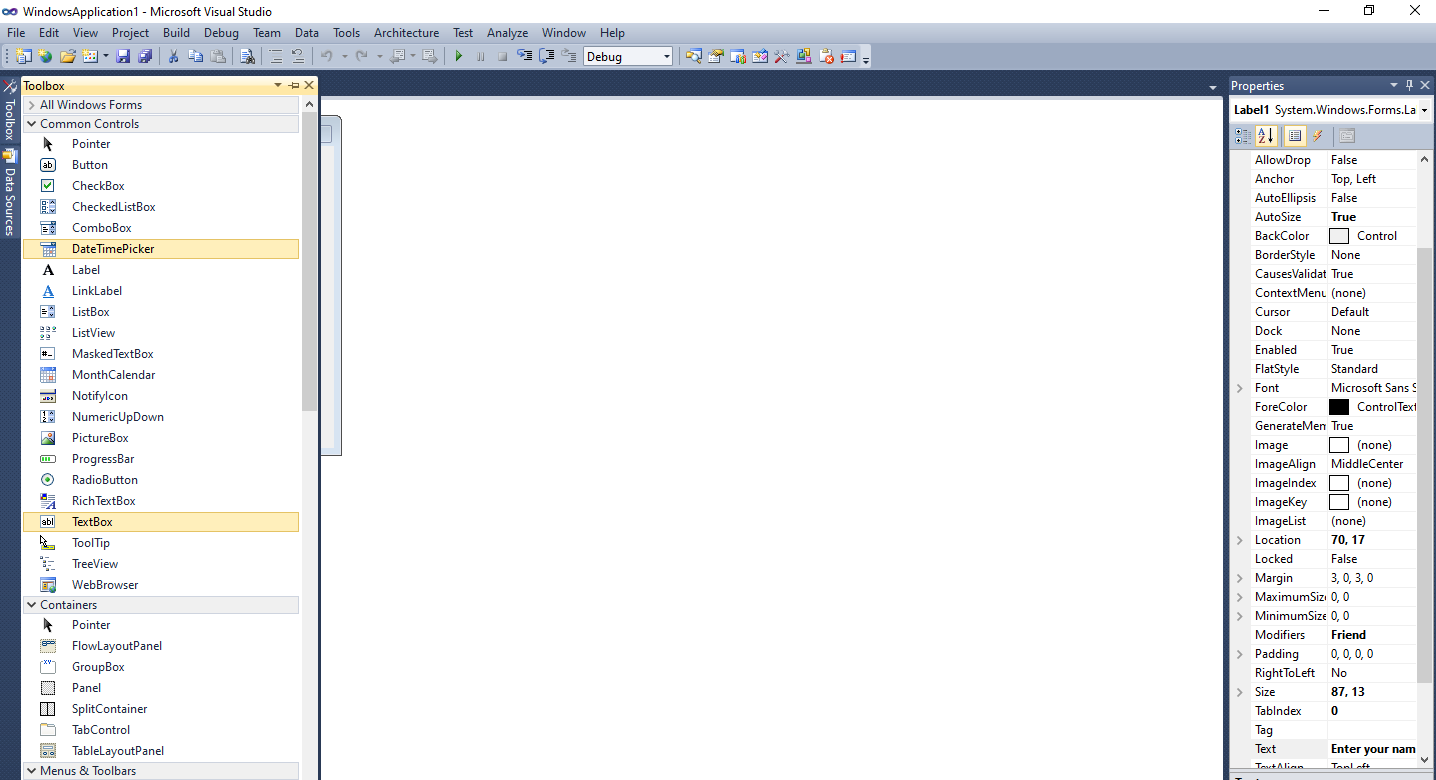 WindowsApplication1 - Microsoft Visual Studio
File Edit View Project Build Debug Team Data Tools Architecture Test Analyze Window Help
Debug
Toolbox
Data Sources
Toolbox
All Windows Forms
Common Controls
Pointer
ab Button
CheckBox
CheckedListBox
ComboBox
DateTimePicker
A Label
A LinkLabel
ListBox
ListView
#- MaskedTextBox
MonthCalendar
NotifyIcon
NumericUpDown
PictureBox
ProgressBar
RadioButton
RichTextBox
abl TextBox
ToolTip
TreeView
WebBrowser
Containers
Pointer
FlowLayoutPanel
GroupBox
Panel
SplitContainer
TabControl
TableLayoutPanel
Menus & Toolbars
Properties
Label1 System.Windows.Forms.La
AllowDrop False
Anchor Top, Left
AutoEllipsis False
AutoSize True
BackColor Control
BorderStyle None
CausesValidat True
ContextMenu (none)
Cursor Default
Dock None
Enabled True
FlatStyle Standard
Font Microsoft Sans S
ForeColor ControlText
GenerateMem True
Image (none)
ImageAlign MiddleCenter
ImageIndex (none)
ImageKey (none)
ImageList (none)
Location 70, 17
Locked False
Margin 3, 0, 3, 0
MaximumSize 0, 0
MinimumSize 0, 0
Modifiers Friend
Padding 0, 0, 0, 0
RightToLeft No
Size 87, 13
TabIndex 0
Tag
Text Enter your nam
TextAlign TopLeft